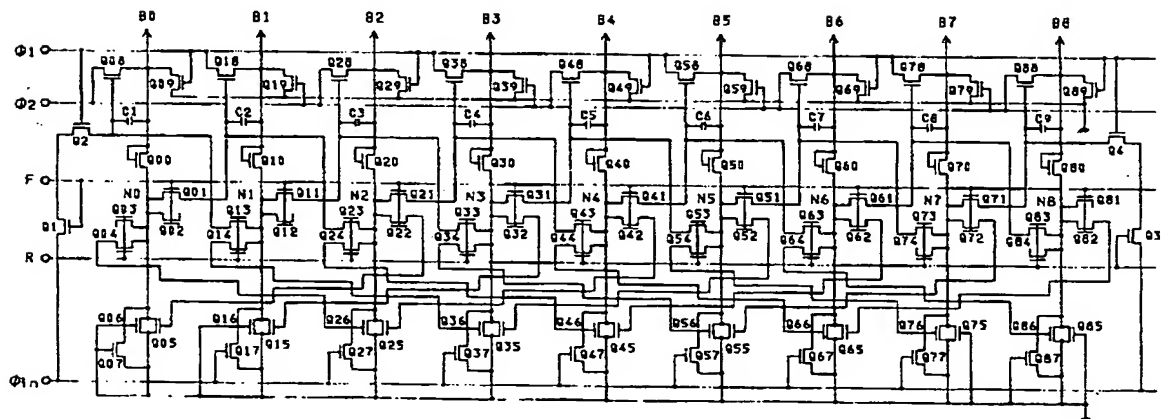 B0 B1 B2 B3 B4 B5 B6 B7 B8
Φ1
Q08 Q18 Q28 Q38 Q48 Q58 Q68 Q78 Q88
Q09 Q19 Q29 Q39 Q49 Q59 Q69 Q79 Q89
Φ2
C1 C2 C3 C4 C5 C6 C7 C8 C9
Q2 Q4
Q00 Q10 Q20 Q30 Q40 Q50 Q60 Q70 Q80
F
N0 Q01 N1 Q11 N2 Q21 N3 Q31 N4 Q41 N5 Q51 N6 Q61 N7 Q71 N8 Q81
Q1 Q03 Q13 Q23 Q33 Q43 Q53 Q63 Q73 Q83 Q3
Q04 Q02 Q14 Q12 Q24 Q22 Q34 Q32 Q44 Q42 Q54 Q52 Q64 Q62 Q74 Q72 Q84 Q82
R
Q06 Q16 Q26 Q36 Q46 Q56 Q66 Q76 Q75 Q86 Q85
Q05 Q15 Q25 Q35 Q45 Q55 Q65
Q07 Q17 Q27 Q37 Q47 Q57 Q67 Q77 Q87
Φin